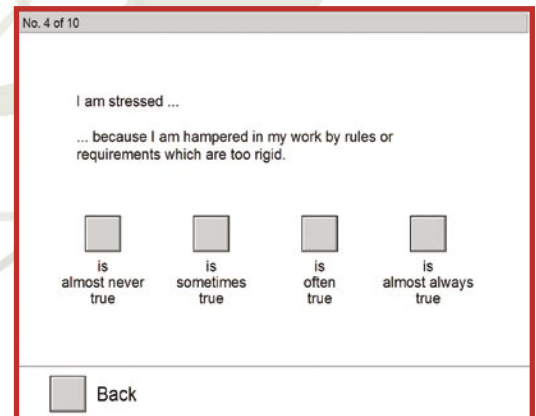 No. 4 of 10
I am stressed ...
... because I am hampered in my work by rules or
requirements which are too rigid.
is
almost never
true
is
sometimes
true
is
often
true
is
almost always
true
Back